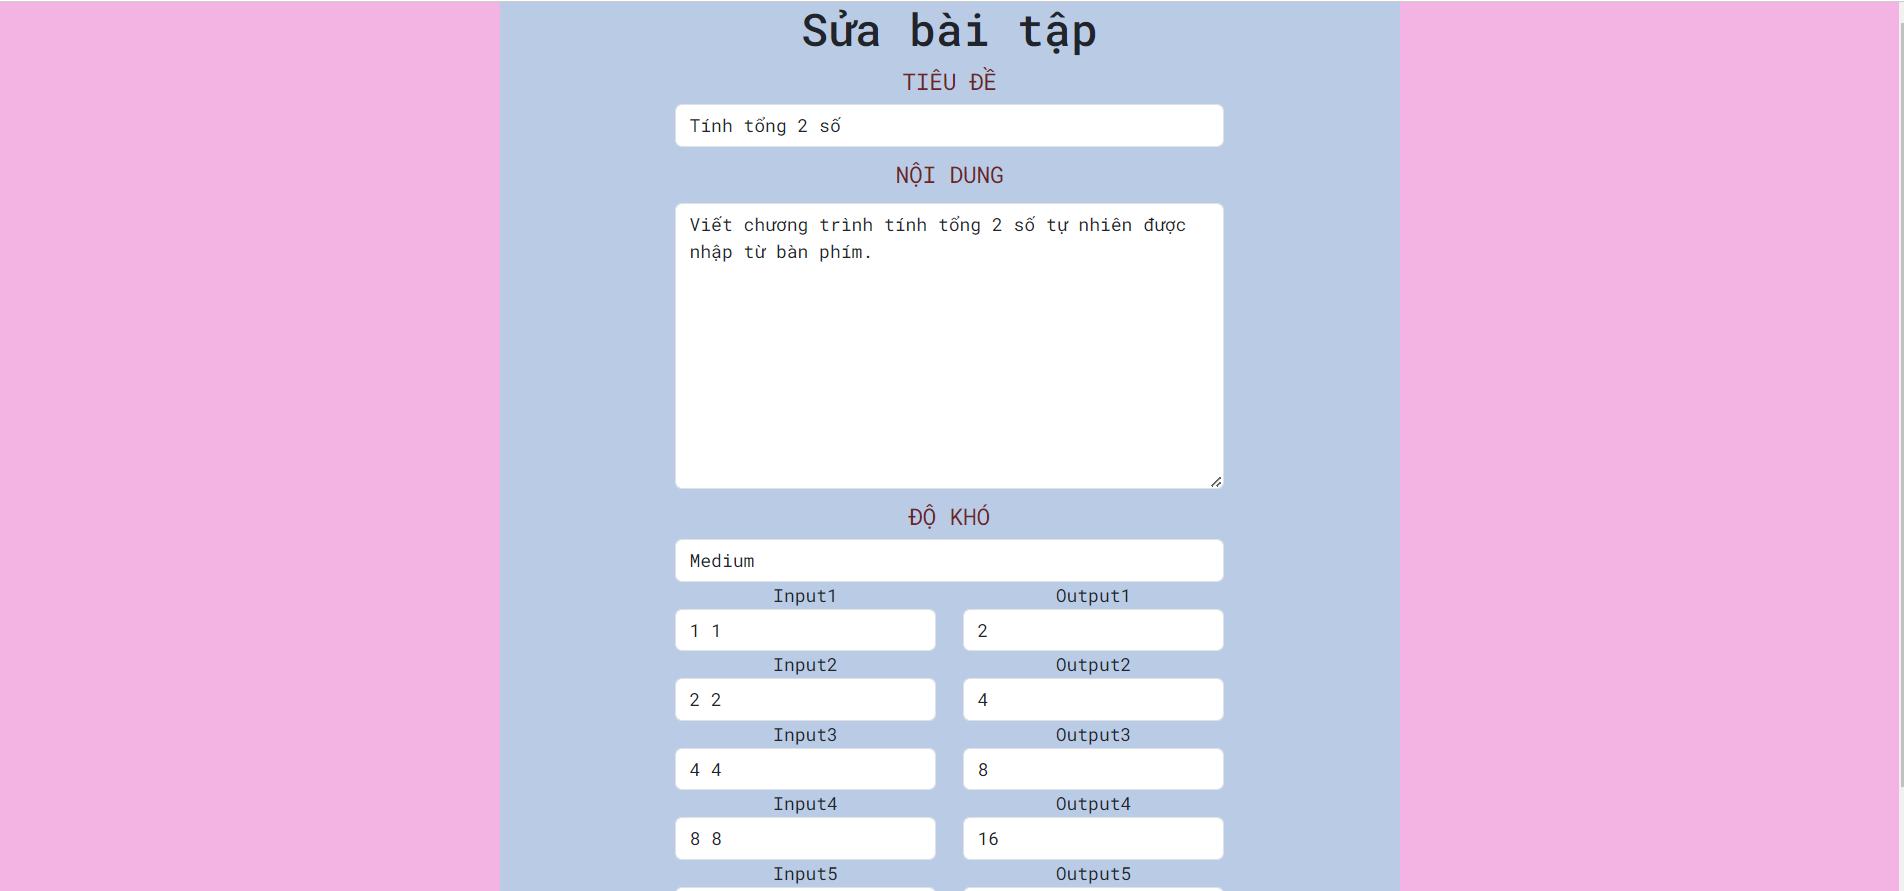 Sửa bài tập
TIÊU ĐỀ
Tính tổng 2 số
NỘI DUNG
Viết chương trình tính tổng 2 số tự nhiên được
nhập từ bàn phím.
ĐỘ KHÓ
Medium
Input1 Output1
1 1 2
Input2 Output2
2 2 4
Input3 Output3
4 4 8
Input4 Output4
8 8 16
Input5 Output5